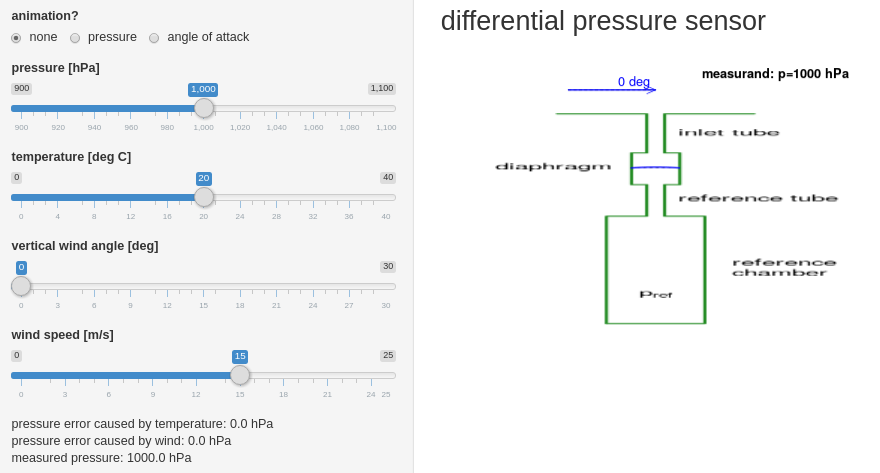 animation?
none pressure angle of attack
pressure [hPa]
900 1,000 1,100
900 920 940 960 980 1,000 1,020 1,040 1,060 1,080 1,100
temperature [deg C]
0 20 40
0 4 8 12 16 20 24 28 32 36 40
vertical wind angle [deg]
0 30
0 3 6 9 12 15 18 21 24 27 30
wind speed [m/s]
0 15 25
0 3 6 9 12 15 18 21 24 25
pressure error caused by temperature: 0.0 hPa
pressure error caused by wind: 0.0 hPa
measured pressure: 1000.0 hPa
differential pressure sensor
measurand: p=1000 hPa
0 deg
inlet tube
diaphragm
reference tube
reference
chamber
pref